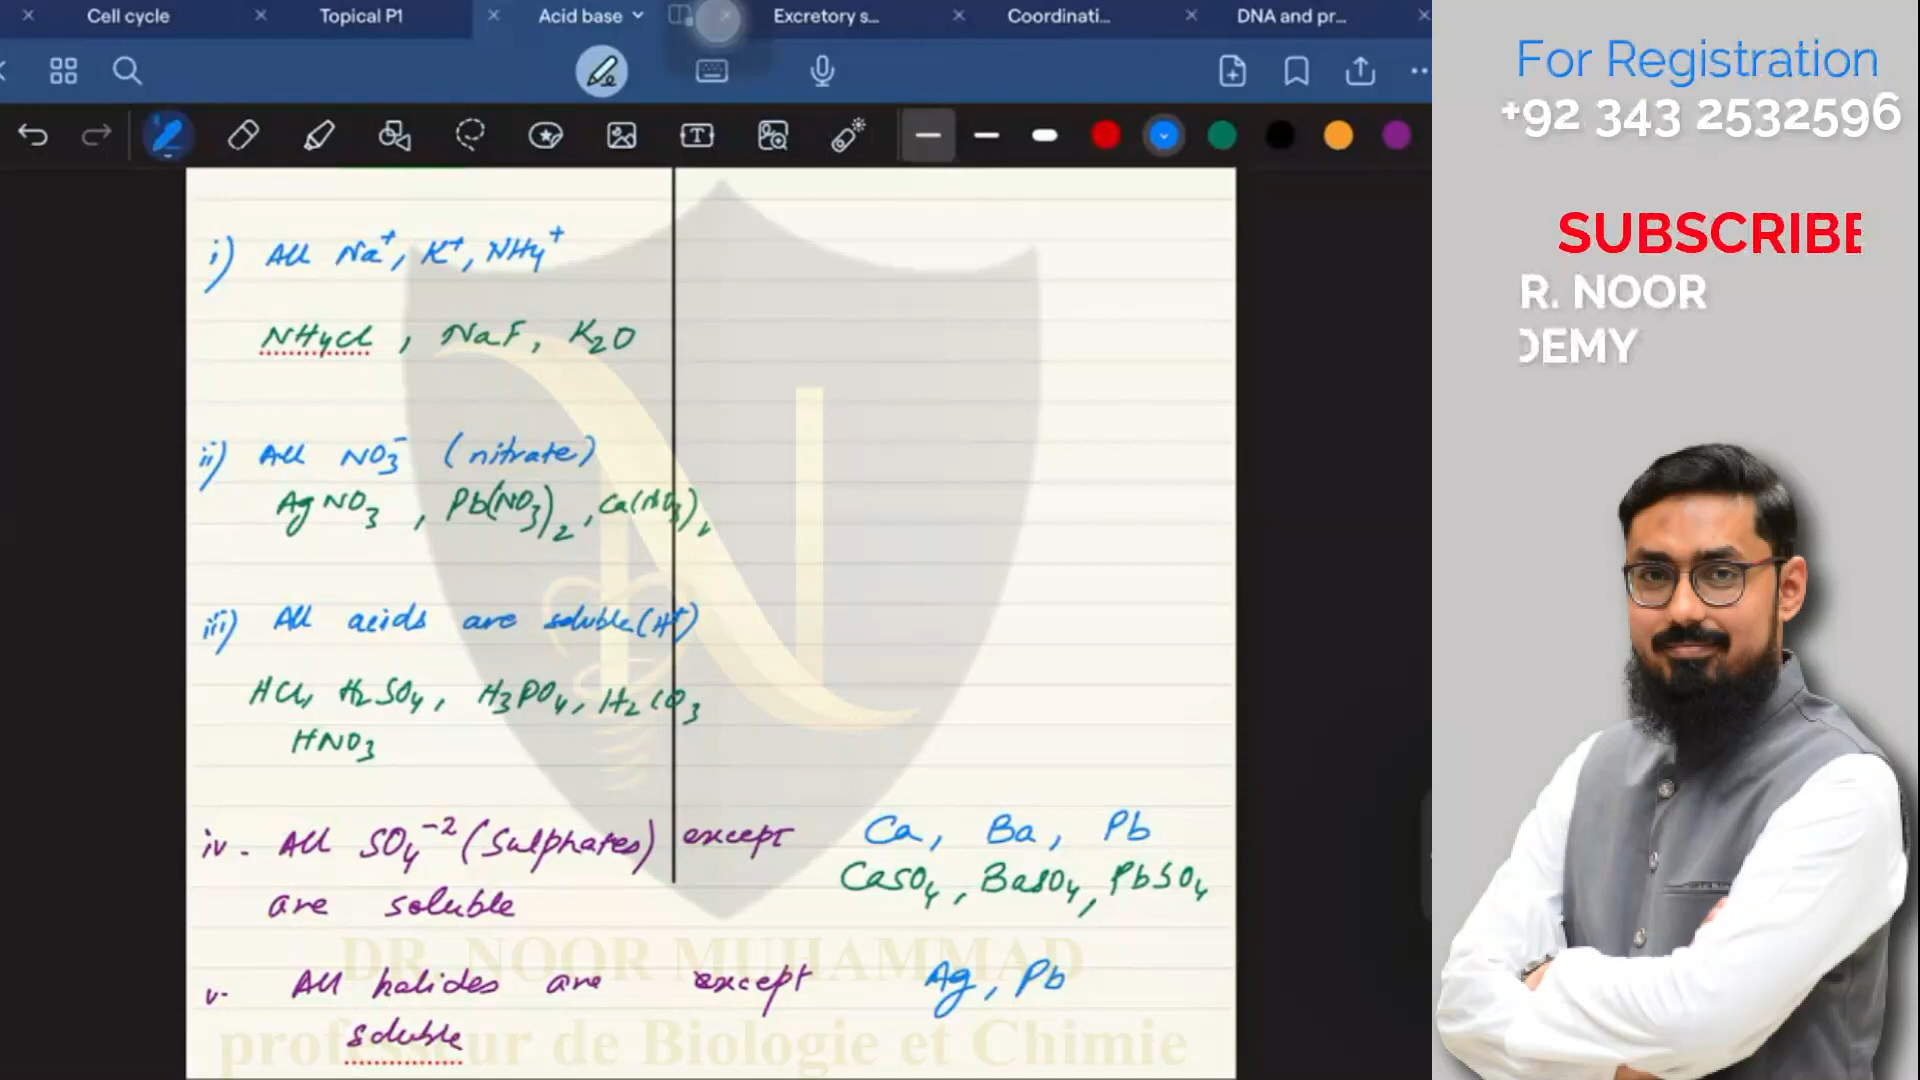 Cell cycle
Topical P1
Acid base
Excretory s...
Coordinati...
DNA and pr...
For Registration
+92 343 2532596
SUBSCRIBE
R. NOOR
DEMY
i) All Na⁺, K⁺, NH₄⁺
NH₄Cl, NaF, K₂O
ii) All NO₃⁻ (nitrate)
AgNO₃, Pb(NO₃)₂, Ca(NO₃)₂
iii) All acids are soluble (H⁺)
HCl, H₂SO₄, H₃PO₄, H₂CO₃
HNO₃
iv. All SO₄⁻² (Sulphates) except Ca, Ba, Pb
CaSO₄, BaSO₄, PbSO₄
are soluble
DR. NOOR MUHAMMAD
v. All halides are except Ag, Pb
soluble
professeur de Biologie et Chimie